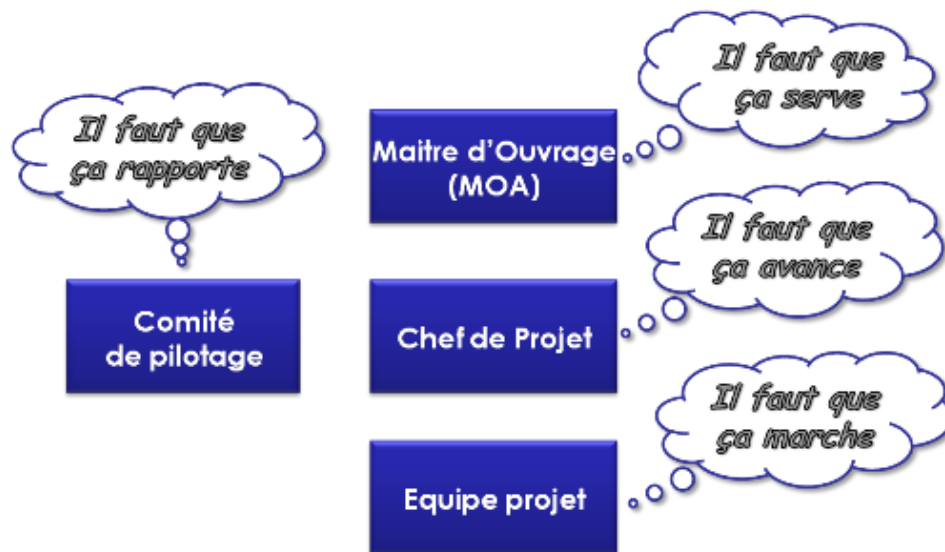 Il faut que
ça rapporte
Comité
de pilotage
Il faut que
ça serve
Maitre d'Ouvrage
(MOA)
Il faut que
ça avance
Chef de Projet
Il faut que
ça marche
Equipe projet